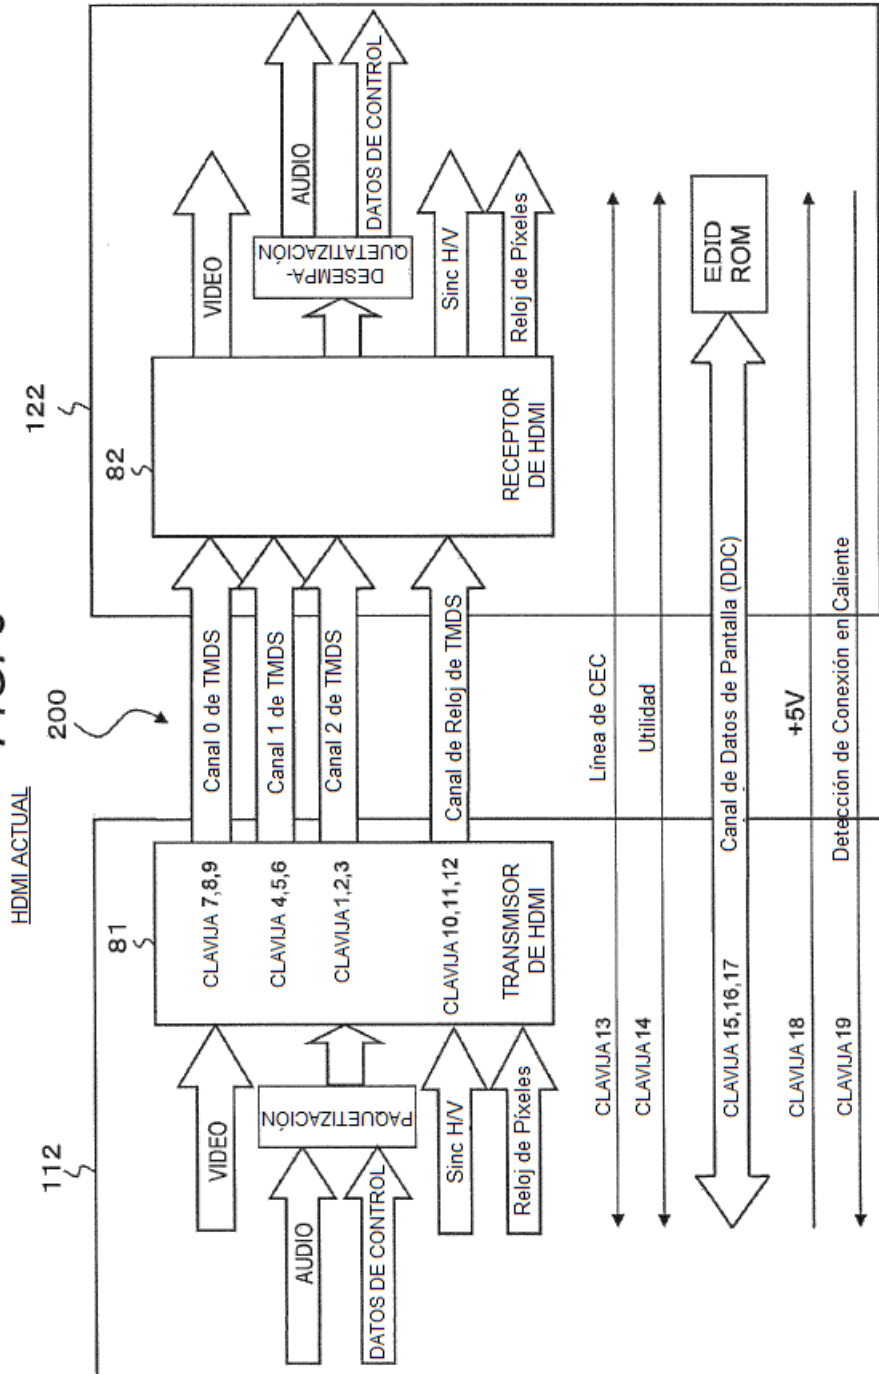 HDMI ACTUAL
112
81
200
122
82
VIDEO
AUDIO
DATOS DE CONTROL
PAQUETIZACIÓN
Sinc H/V
Reloj de Píxeles
CLAVIJA 7,8,9
CLAVIJA 4,5,6
CLAVIJA 1,2,3
CLAVIJA 10,11,12
TRANSMISOR
DE HDMI
Canal 0 de TMDS
Canal 1 de TMDS
Canal 2 de TMDS
Canal de Reloj de TMDS
RECEPTOR
DE HDMI
VIDEO
DESEMPA-
QUETATIZACIÓN
AUDIO
DATOS DE CONTROL
Sinc H/V
Reloj de Píxeles
CLAVIJA 13
Línea de CEC
CLAVIJA 14
Utilidad
CLAVIJA 15,16,17
Canal de Datos de Pantalla (DDC)
EDID
ROM
CLAVIJA 18
+5V
CLAVIJA 19
Detección de Conexión en Caliente